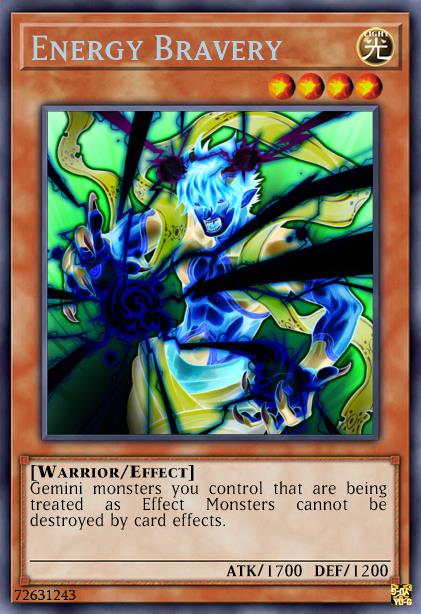 ENERGY BRAVERY
LIGHT
光
[WARRIOR/EFFECT]
Gemini monsters you control that are being
treated as Effect Monsters cannot be
destroyed by card effects.
ATK/1700 DEF/1200
72631243